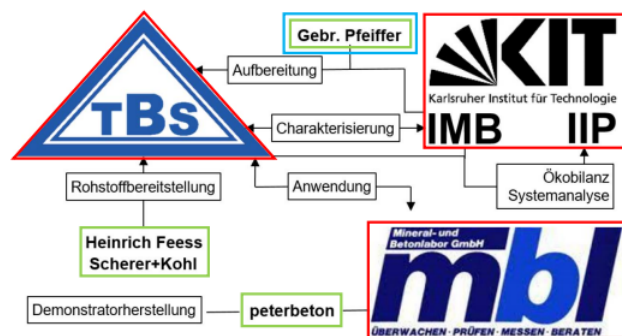 Gebr. Pfeiffer
Aufbereitung
TBS
KIT
Karlsruher Institut für Technologie
Charakterisierung
IMB IIP
Rohstoffbereitstellung
Anwendung
Ökobilanz
Systemanalyse
Heinrich Feess
Scherer+Kohl
Mineral- und
Betonlabor GmbH
mbl
Demonstratorherstellung
peterbeton
ÜBERWACHEN · PRÜFEN · MESSEN · BERATEN